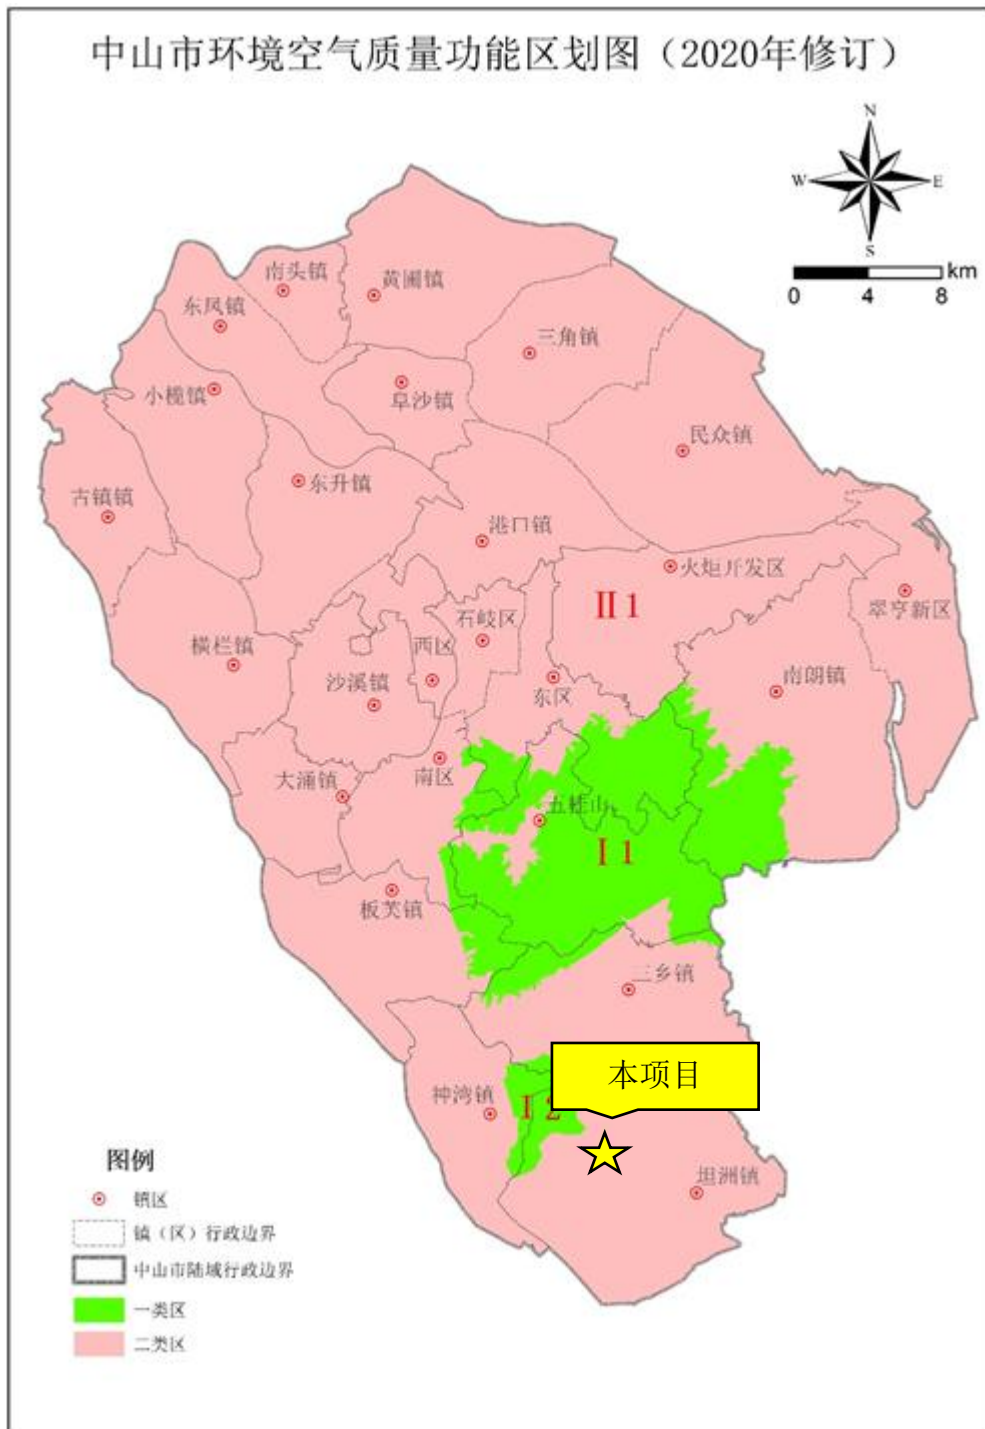 中山市环境空气质量功能区划图（2020年修订）
N
W
E
S
km
0 4 8
南头镇
黄圃镇
东凤镇
三角镇
小榄镇
阜沙镇
民众镇
东升镇
古镇镇
港口镇
火炬开发区
翠亨新区
II 1
石岐区
西区
横栏镇
沙溪镇
东区
南朗镇
南区
大涌镇
五桂山
I 1
板芙镇
三乡镇
本项目
神湾镇
I 2
坦洲镇
图例
镇区
镇（区）行政边界
中山市陆域行政边界
一类区
二类区